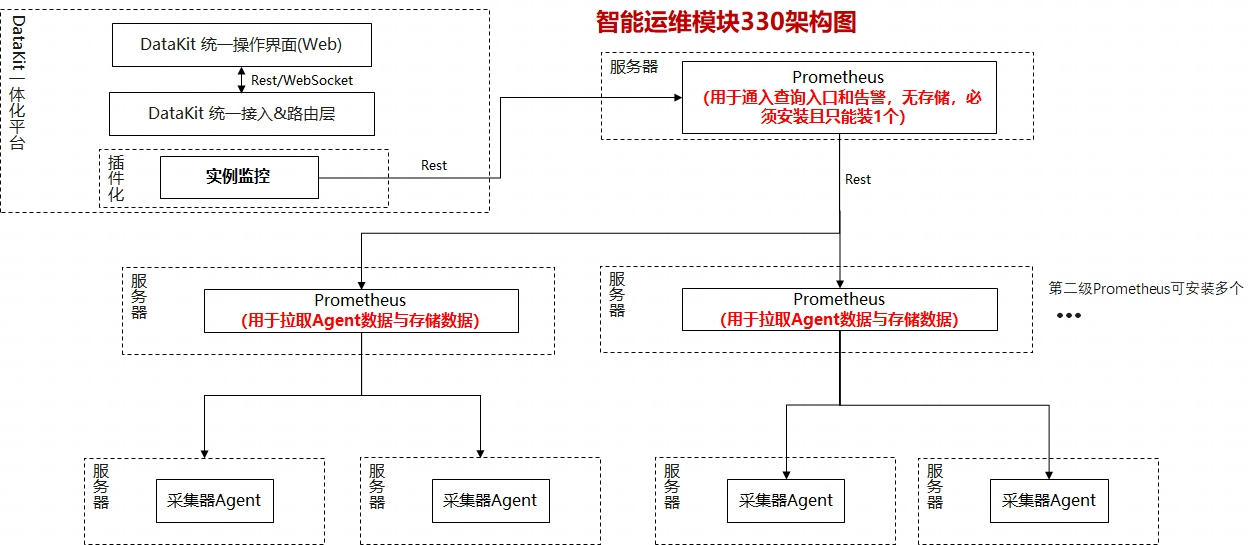 智能运维模块330架构图
DataKit 一体化平台
DataKit 统一操作界面(Web)
Rest/WebSocket
DataKit 统一接入&路由层
插件化
实例监控
Rest
服务器
Prometheus
(用于通入查询入口和告警，无存储，必
须安装且只能装1个)
Rest
服务器
Prometheus
(用于拉取Agent数据与存储数据)
服务器
Prometheus
(用于拉取Agent数据与存储数据)
第二级Prometheus可安装多个
•••
服务器
采集器Agent
服务器
采集器Agent
服务器
采集器Agent
服务器
采集器Agent